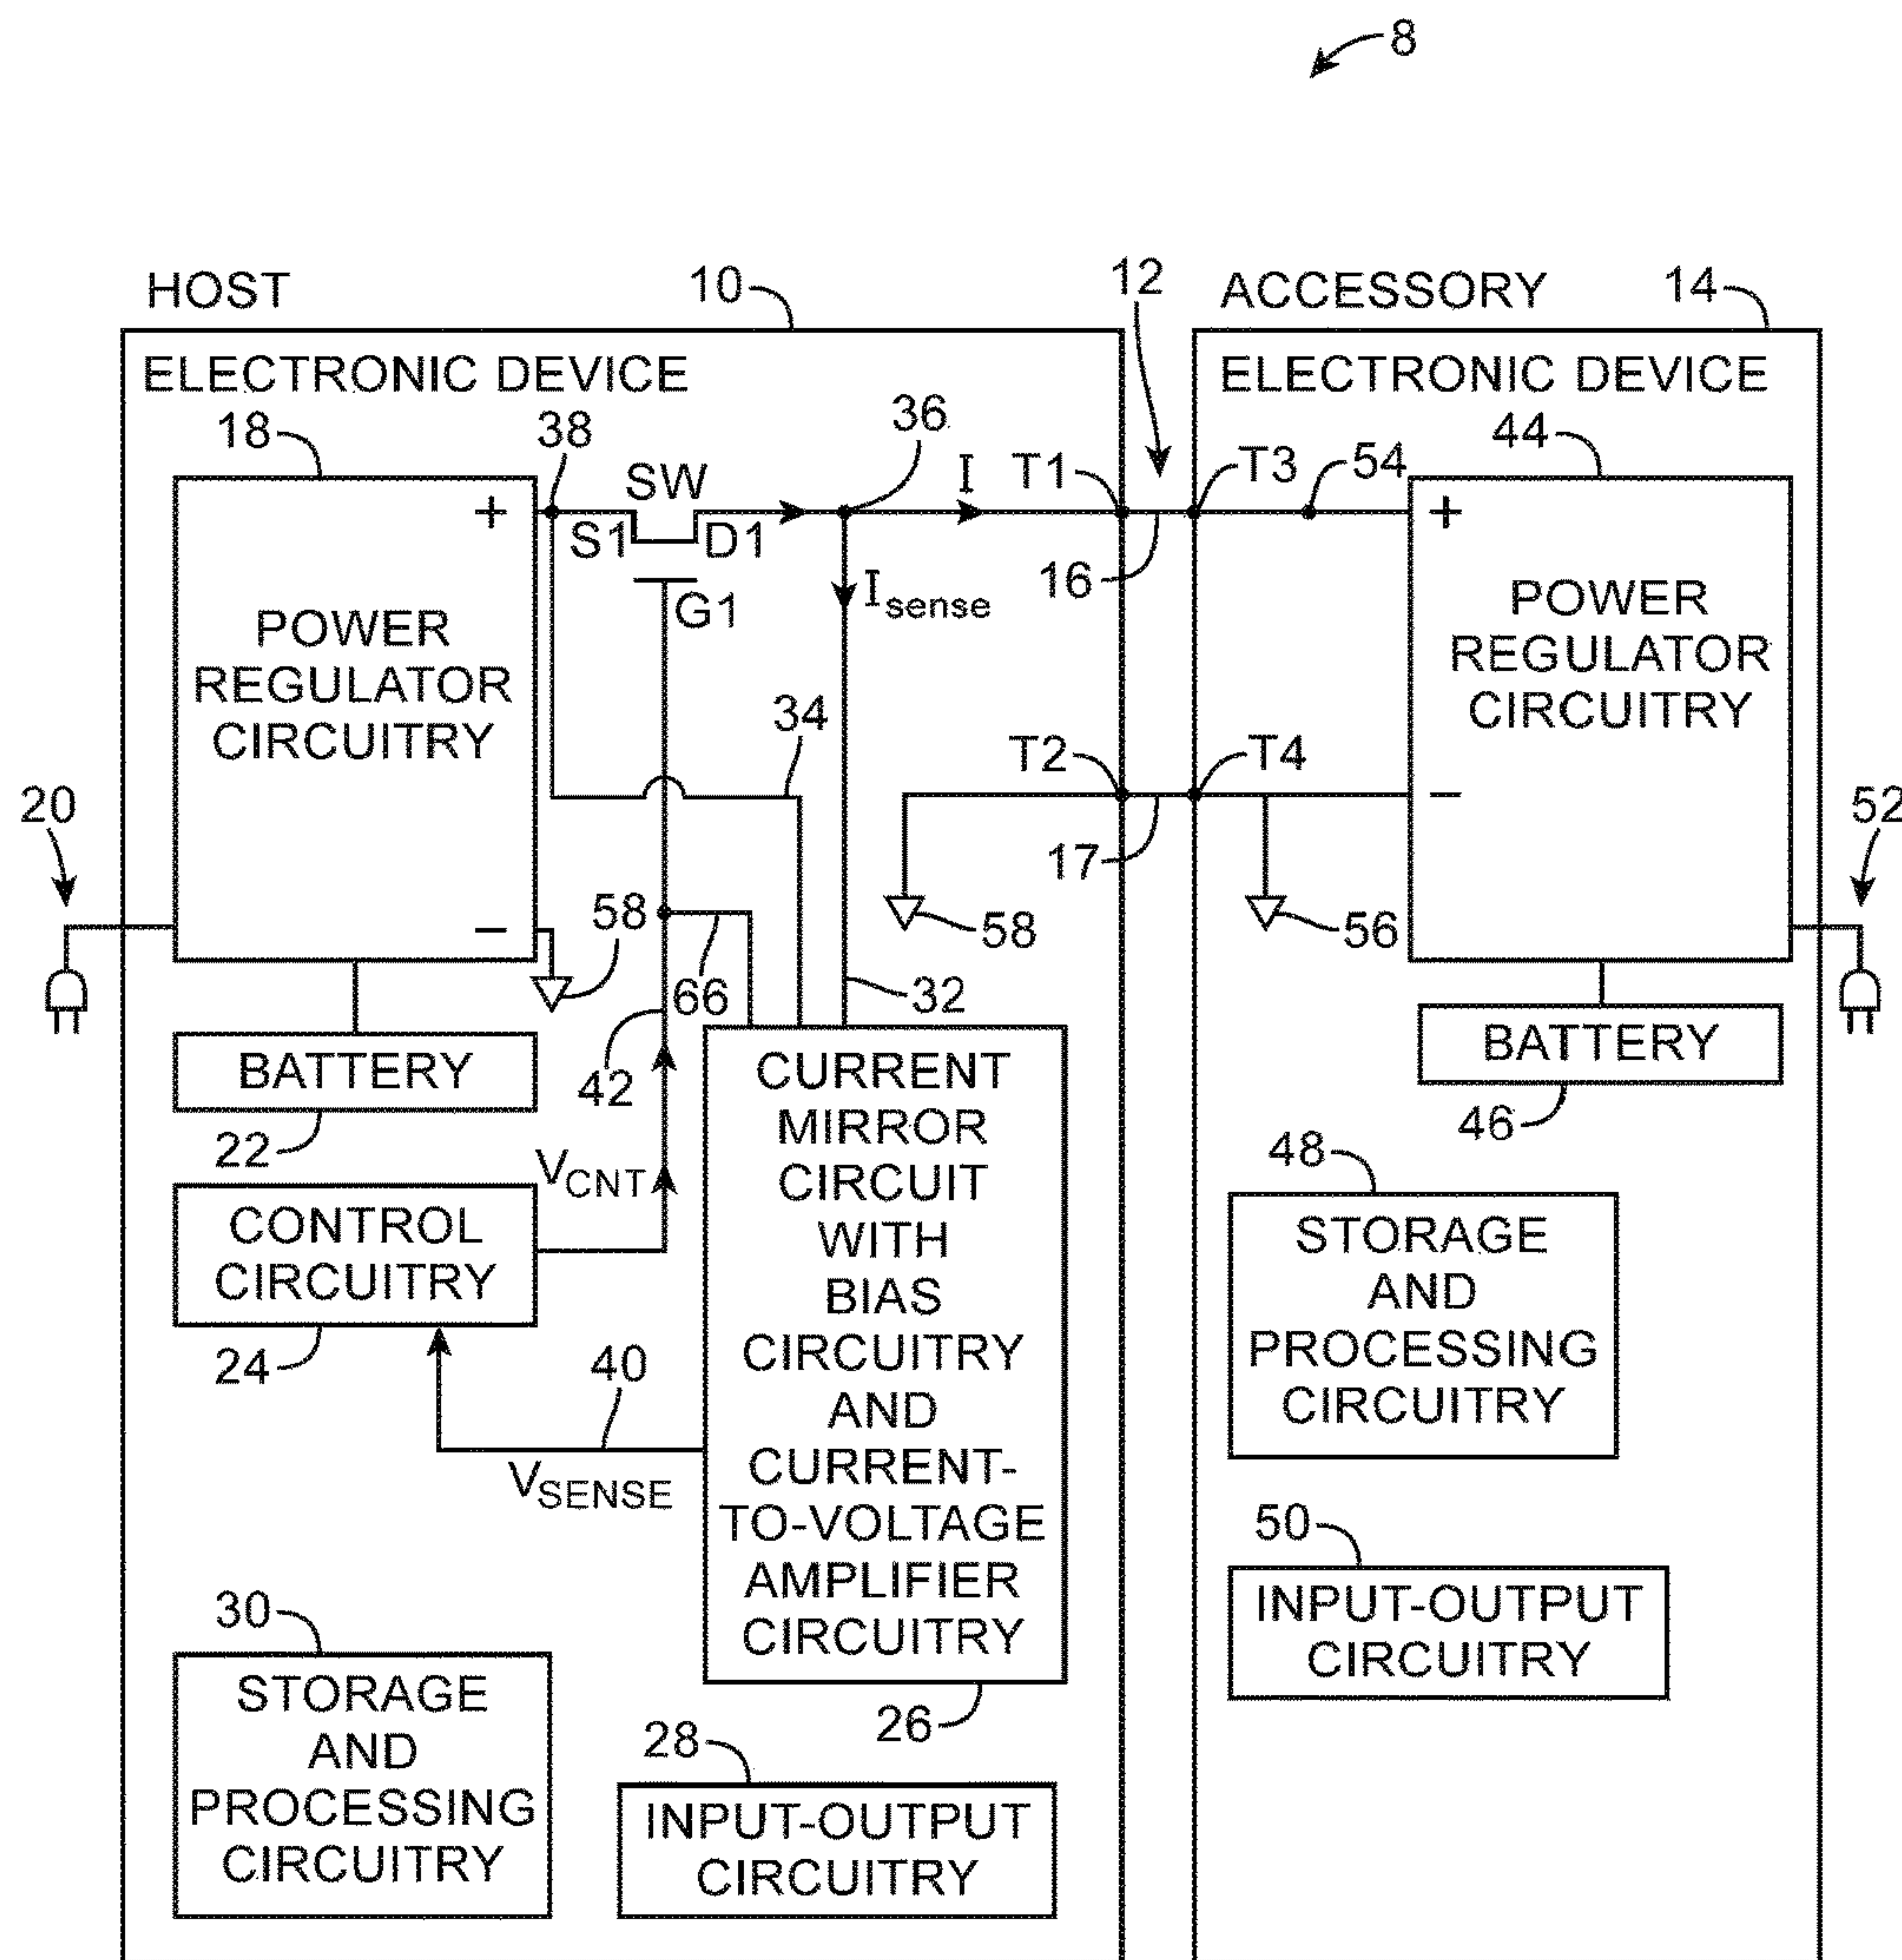 8
HOST
10
12
ACCESSORY
14
ELECTRONIC DEVICE
ELECTRONIC DEVICE
18
38
SW
36
I
T1
T3
54
44
+
S1
D1
+
16
I sense
G1
POWER
REGULATOR
CIRCUITRY
POWER
REGULATOR
CIRCUITRY
34
T2
T4
−
20
17
52
58
−
58
56
66
32
BATTERY
42
22
BATTERY
46
VCNT
CONTROL
CIRCUITRY
24
CURRENT
MIRROR
CIRCUIT
WITH
BIAS
CIRCUITRY
AND
CURRENT-
TO-VOLTAGE
AMPLIFIER
CIRCUITRY
26
48
STORAGE
AND
PROCESSING
CIRCUITRY
40
VSENSE
50
INPUT-OUTPUT
CIRCUITRY
30
STORAGE
AND
PROCESSING
CIRCUITRY
28
INPUT-OUTPUT
CIRCUITRY